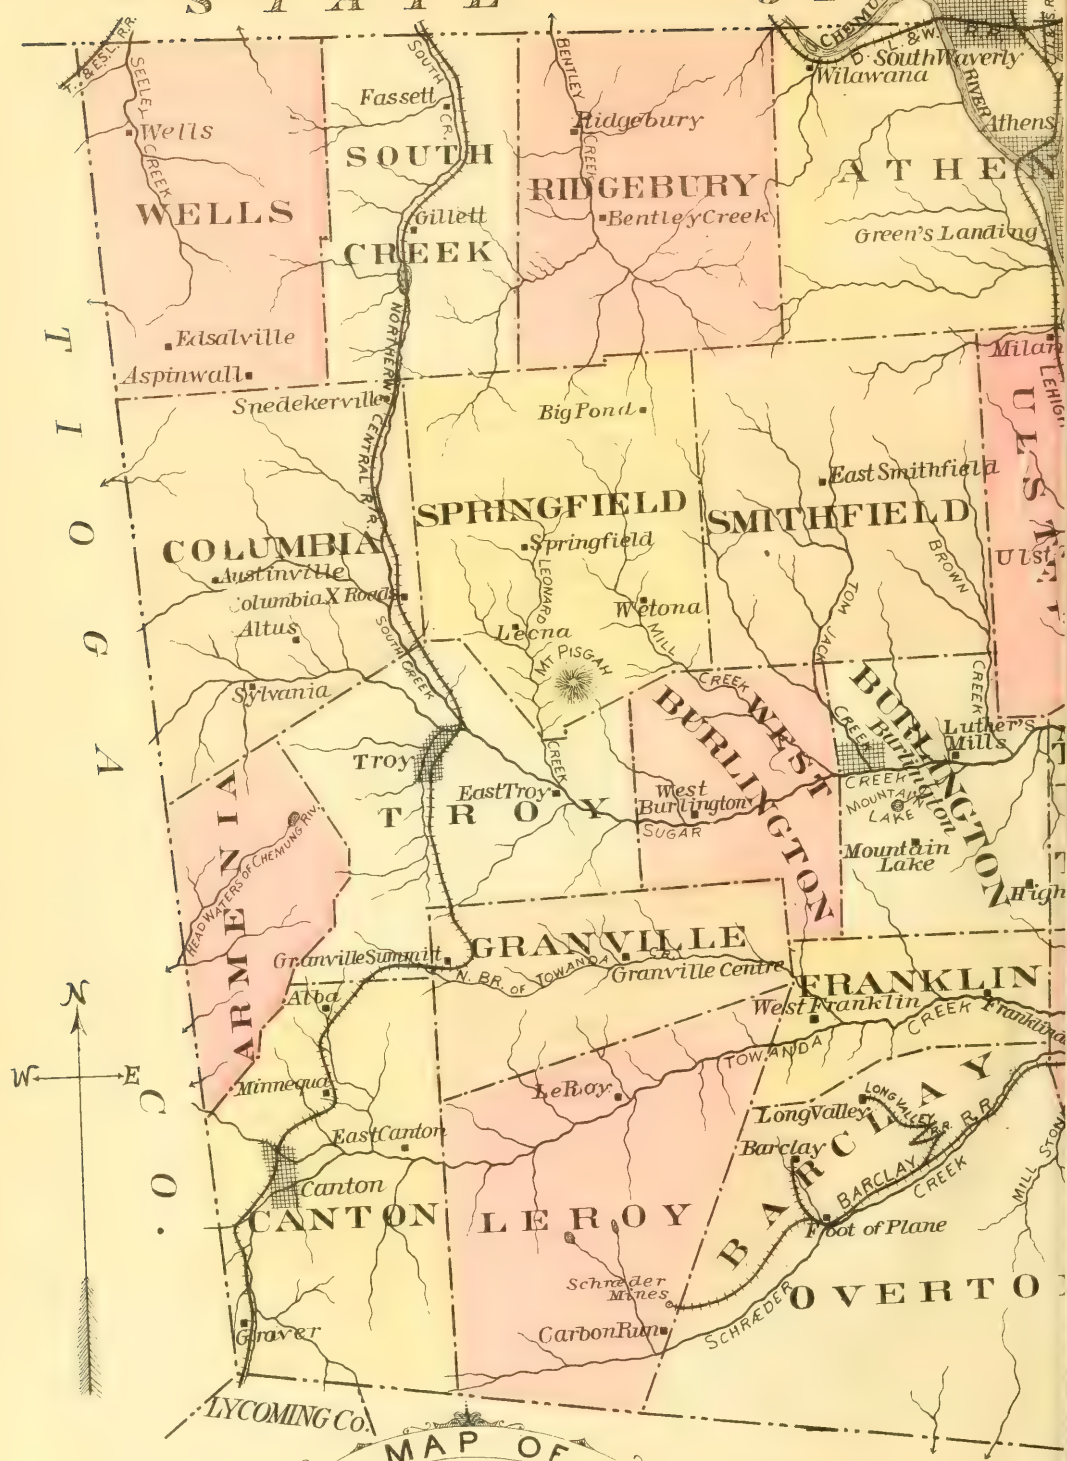 STATE
CHEMU
T. & E.S.L. R.R.
D. L. & W.
R.R.
South Waverly
Wilawana
RIVER
Athens
ATHEN
Green's Landing
SEELEY CREEK
Wells
WELLS
Edsalville
Aspinwall
SOUTH CR.
Fassett
SOUTH
CREEK
Gillett
BENTLEY CREEK
Ridgebury
RIDGEBURY
Bentley Creek
NORTHERN CENTRAL R.R.
Snedekerville
Big Pond
Milan
LEHIGH
ULSTE
Ulst
East Smithfield
SMITHFIELD
SPRINGFIELD
Springfield
LEONARD CREEK
Wetona
Leona
MT PISGAH
MILL CREEK
TOM JACK CREEK
BROWN CREEK
TIOGA CO.
COLUMBIA
Austinville
Columbia X Roads
Altus
SOUTH CREEK
Sylvania
Troy
TROY
East Troy
WEST
BURLINGTON
West
Burlington
SUGAR CREEK
BURLINGTON
Burlington
Luther's
Mills
MOUNTAIN
LAKE
Mountain
Lake
High
ARMENIA
HEAD WATERS OF CHEMUNG RIV.
Granville Summit
GRANVILLE
N. BR. OF TOWANDA CR.
Granville Centre
FRANKLIN
West Franklin
Franklin
TOWANDA CREEK
Alba
N
W
E
Minnequa
East Canton
Canton
CANTON
Grover
LeRoy
LEROY
Schræder
Mines
Carbon Run
Long Valley
LONG VALLEY R.R.
Barclay
BARCLAY
BARCLAY R.R.
Foot of Plane
SCHRÆDER CREEK
MILL STON
OVERTO
LYCOMING Co.
MAP OF